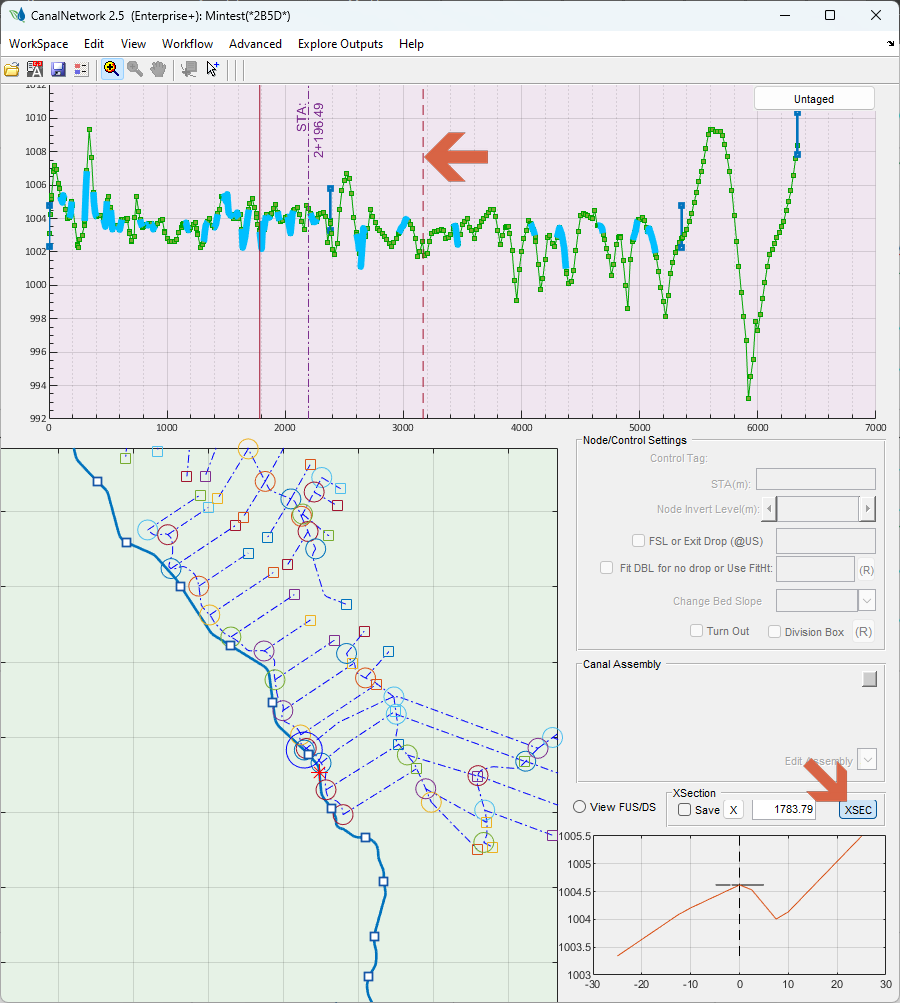 CanalNetwork 2.5 (Enterprise+): Mintest(*2B5D*)
WorkSpace Edit View Workflow Advanced Explore Outputs Help
1012
1010
1008
1006
1004
1002
1000
998
996
994
992
0 1000 2000 3000 4000 5000 6000 7000
STA:
2+196.49
Untaged
Node/Control Settings
Control Tag:
STA(m):
Node Invert Level(m):
FSL or Exit Drop (@US)
Fit DBL for no drop or Use FitHt: (R)
Change Bed Slope
Turn Out Division Box (R)
Canal Assembly
Edit Assembly
View FUS/DS
XSection
Save X 1783.79 XSEC
1005.5
1005
1004.5
1004
1003.5
1003
-30 -20 -10 0 10 20 30